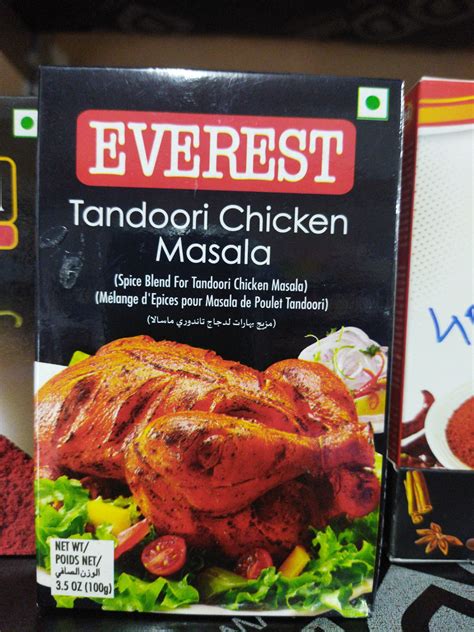 EVEREST
Tandoori Chicken
Masala
(Spice Blend For Tandoori Chicken Masala)
(Mélange d'Epices pour Masala de Poulet Tandoori)
(مزيج بهارات لدجاج تاندوري ماسالا)
NET WT/
POIDS NET/
الوزن الصافي
3.5 OZ (100g)